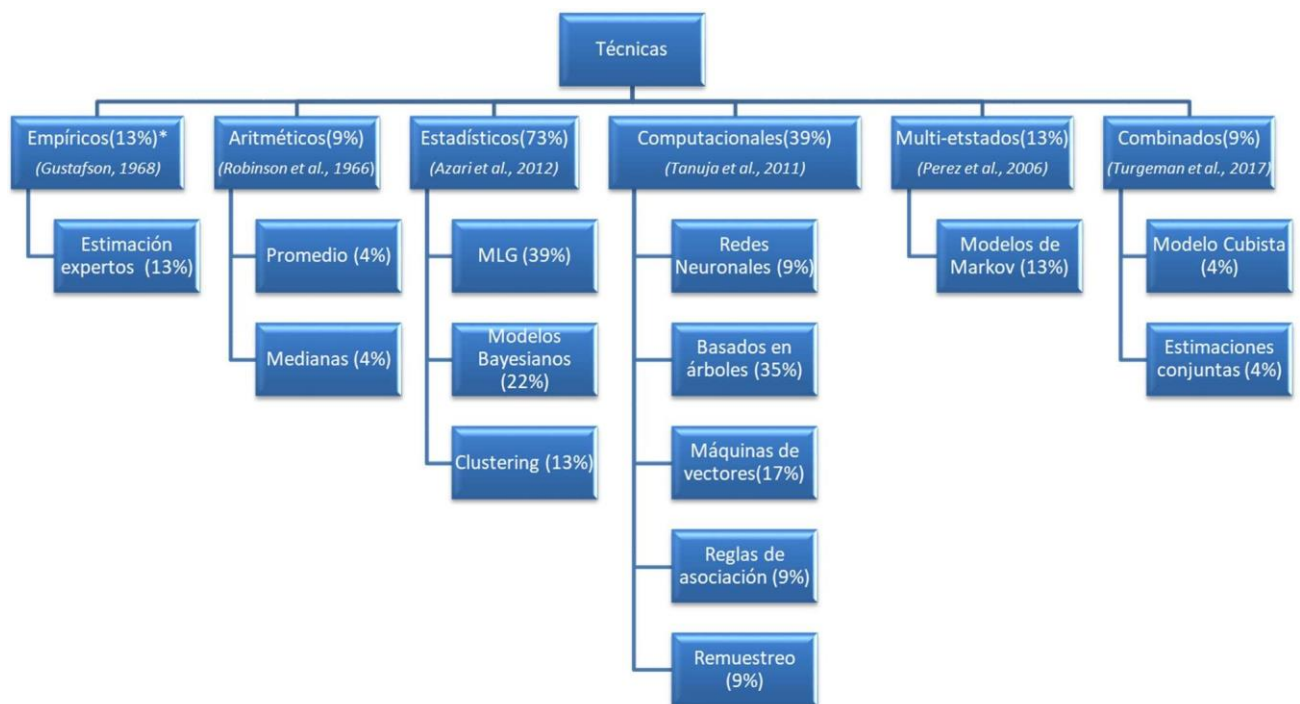 Técnicas
Empíricos(13%)*
(Gustafson, 1968)
Estimación
expertos (13%)
Aritméticos(9%)
(Robinson et al., 1966)
Promedio (4%)
Medianas (4%)
Estadísticos(73%)
(Azari et al., 2012)
MLG (39%)
Modelos
Bayesianos
(22%)
Clustering (13%)
Computacionales(39%)
(Tanuja et al., 2011)
Redes
Neuronales (9%)
Basados en
árboles (35%)
Máquinas de
vectores(17%)
Reglas de
asociación (9%)
Remuestreo
(9%)
Multi-etstados(13%)
(Perez et al., 2006)
Modelos de
Markov (13%)
Combinados(9%)
(Turgeman et al., 2017)
Modelo Cubista
(4%)
Estimaciones
conjuntas (4%)